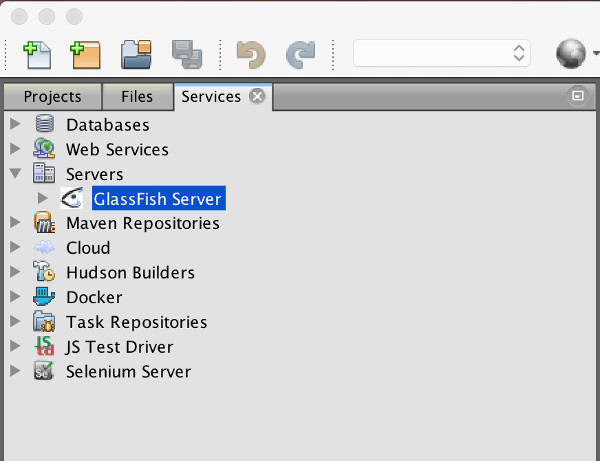 Projects Files Services
Databases
Web Services
Servers
GlassFish Server
Maven Repositories
Cloud
Hudson Builders
Docker
Task Repositories
JS Test Driver
Selenium Server